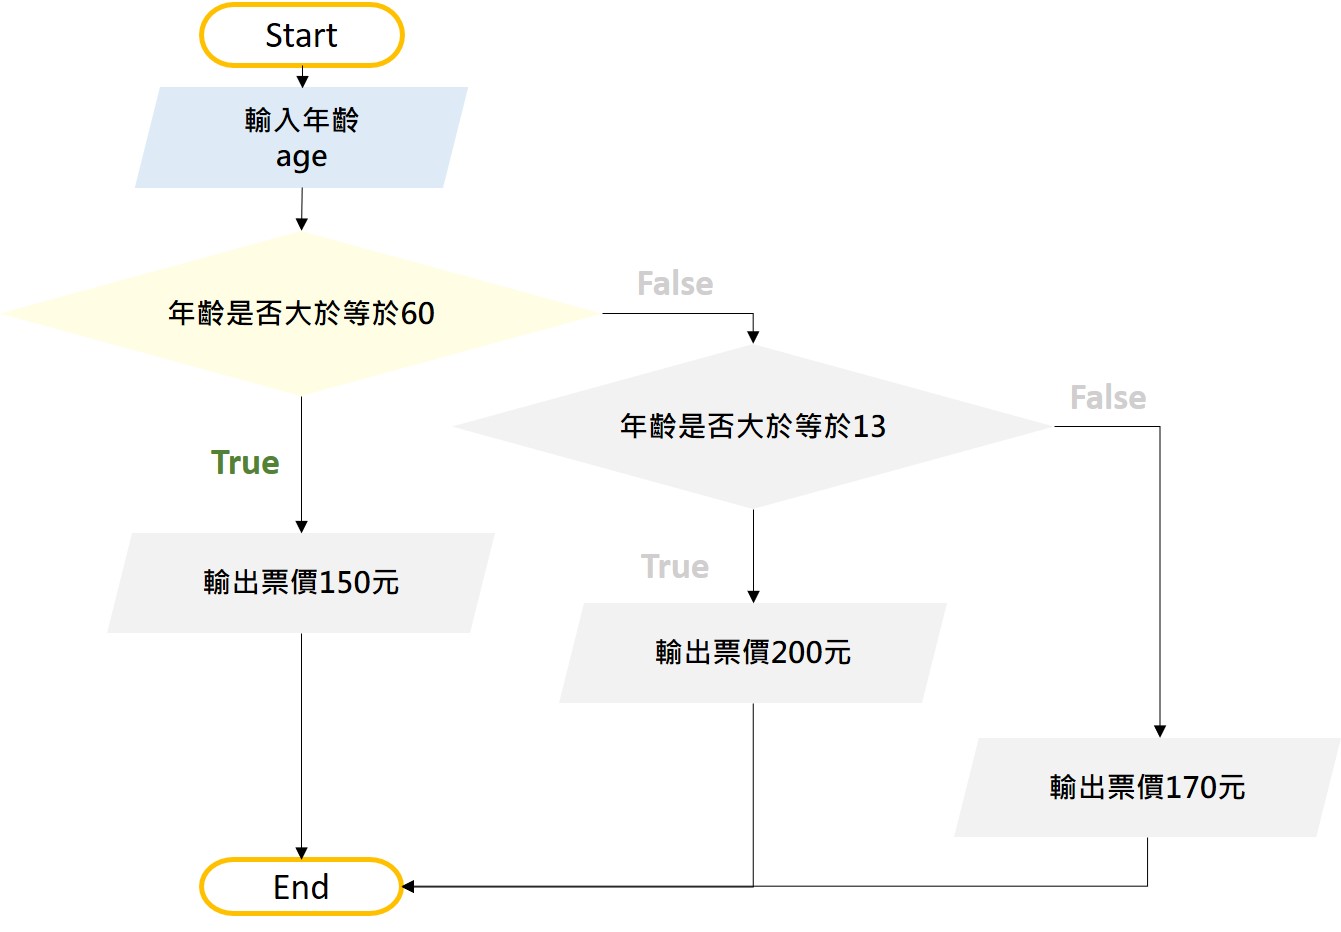 Start
輸入年齡
age
年齡是否大於等於60
False
年齡是否大於等於13
False
True
輸出票價150元
True
輸出票價200元
輸出票價170元
End